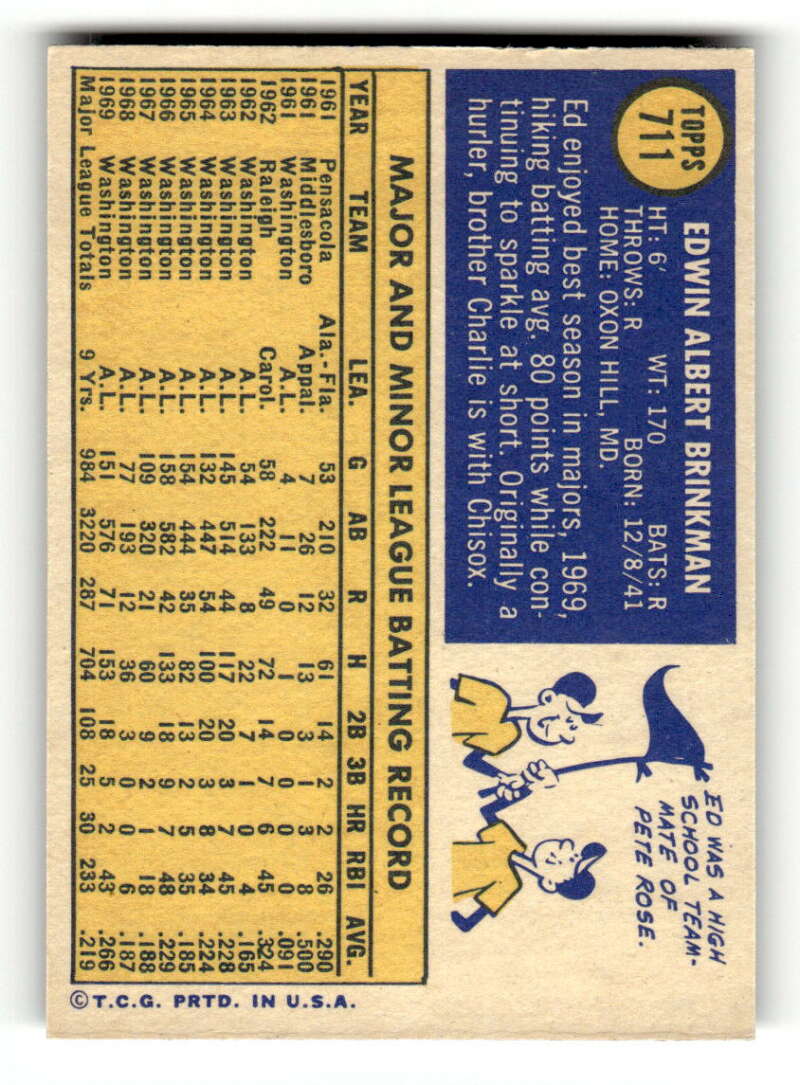 TOPPS
711
EDWIN ALBERT BRINKMAN
HT: 6' WT: 170 BATS: R
THROWS: R BORN: 12/8/41
HOME: OXON HILL, MD.
Ed enjoyed best season in majors, 1969,
hiking batting avg. 80 points while con-
tinuing to sparkle at short. Originally a
hurler, brother Charlie is with Chisox.
ED WAS A HIGH
SCHOOL TEAM-
MATE OF
PETE ROSE.
MAJOR AND MINOR LEAGUE BATTING RECORD
YEAR TEAM LEA. G AB R H 2B 3B HR RBI AVG.
1961 Pensacola Ala.-Fla. 53 210 32 61 14 2 2 26 .290
1961 Middlesboro Appal. 7 26 12 13 3 0 3 8 .500
1961 Washington A.L. 4 11 0 1 0 0 0 0 .091
1962 Raleigh Carol. 58 222 49 72 14 7 6 45 .324
1962 Washington A.L. 54 133 8 22 7 1 0 4 .165
1963 Washington A.L. 145 514 44 117 20 3 7 45 .228
1964 Washington A.L. 132 447 54 100 20 3 8 34 .224
1965 Washington A.L. 154 444 35 82 13 2 5 35 .185
1966 Washington A.L. 158 582 42 133 18 9 7 48 .229
1967 Washington A.L. 109 320 21 60 9 2 1 18 .188
1968 Washington A.L. 77 193 12 36 3 0 0 6 .187
1969 Washington A.L. 151 576 71 153 18 5 2 43 .266
Major League Totals 9 Yrs. 984 3220 287 704 108 25 30 233 .219
© T.C.G. PRTD. IN U.S.A.